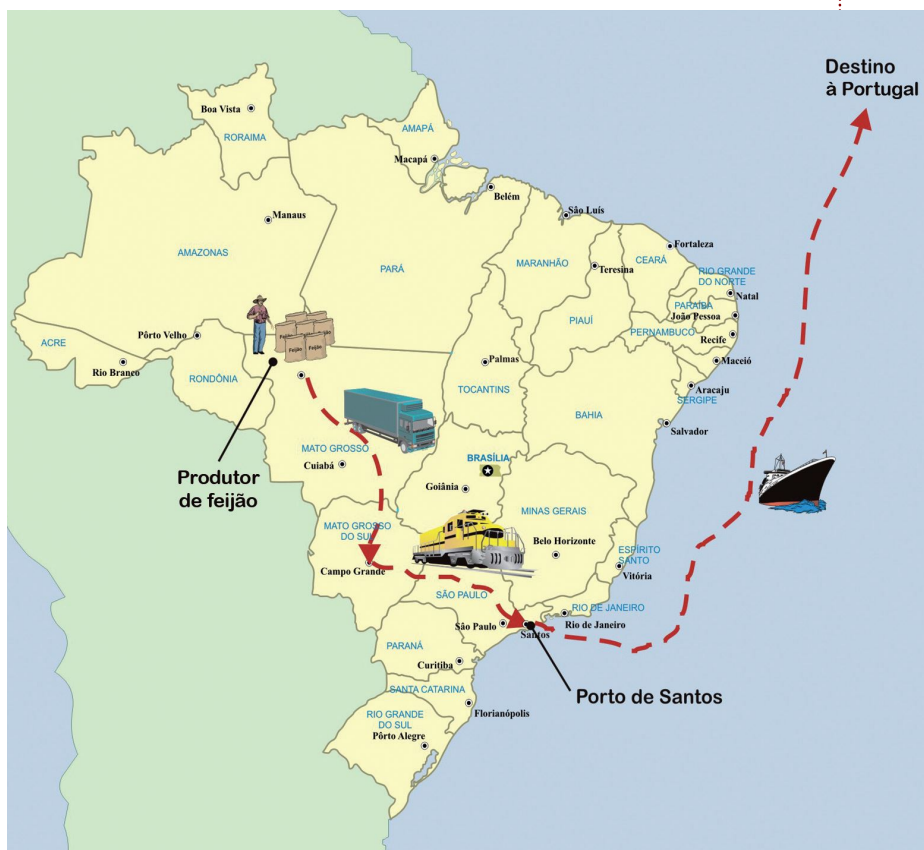 Destino
à Portugal
Boa Vista
RORAIMA
AMAPÁ
Macapá
Belém
São Luís
Manaus
Fortaleza
AMAZONAS
PARÁ
MARANHÃO
Teresina
CEARÁ
RIO GRANDE
DO NORTE
Natal
PARAÍBA
João Pessoa
PIAUÍ
PERNAMBUCO
Recife
ACRE
Pôrto Velho
Feijão
Feijão
Feijão
Rio Branco
RONDÔNIA
Palmas
TOCANTINS
Maceió
Aracaju
SERGIPE
BAHIA
Salvador
MATO GROSSO
Cuiabá
BRASÍLIA
Goiânia
Produtor
de feijão
MATO GROSSO
DO SUL
MINAS GERAIS
Belo Horizonte
ESPÍRITO
SANTO
Vitória
Campo Grande
SÃO PAULO
São Paulo
Santos
RIO DE JANEIRO
Rio de Janeiro
PARANÁ
Curitiba
SANTA CATARINA
Florianópolis
Porto de Santos
RIO GRANDE
DO SUL
Pôrto Alegre